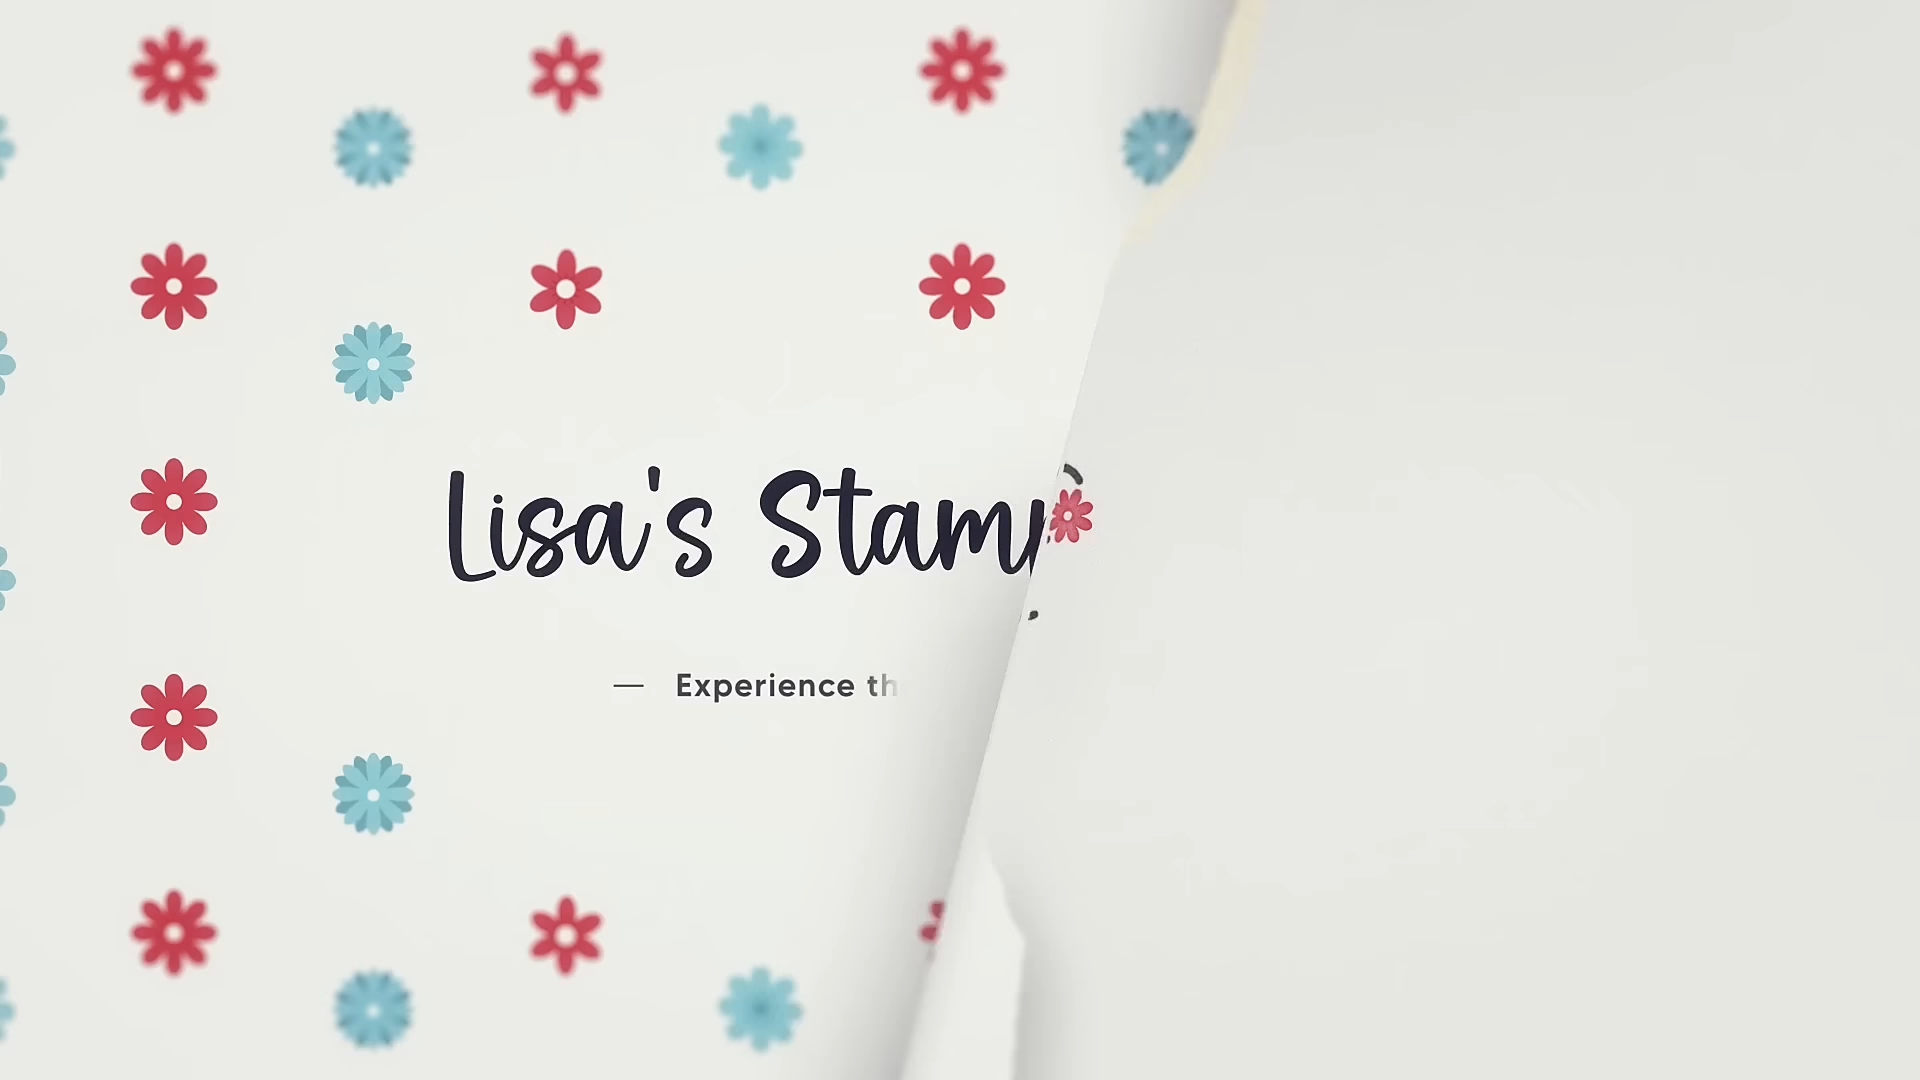 Lisa's Stam
— Experience th